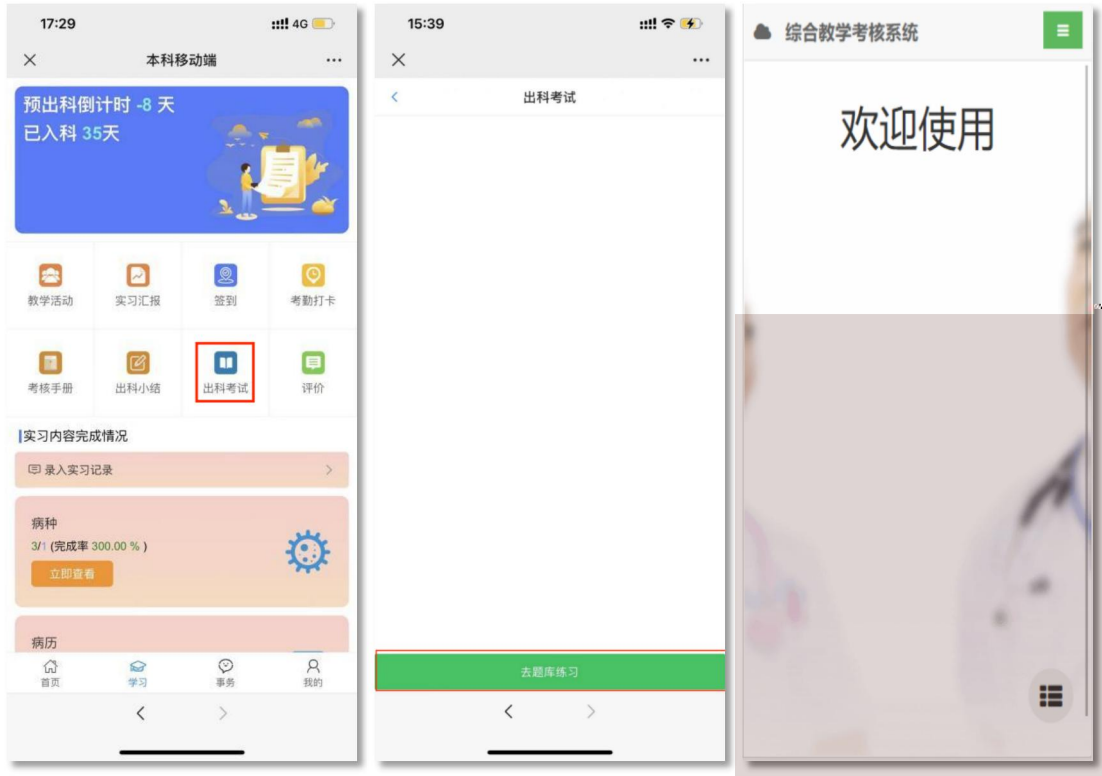 17:29
4G
本科移动端
预出科倒计时 -8 天
已入科 35天
教学活动
实习汇报
签到
考勤打卡
考核手册
出科小结
出科考试
评价
实习内容完成情况
录入实习记录
病种
3/1 (完成率 300.00 % )
立即查看
病历
首页
学习
事务
我的
15:39
出科考试
去题库练习
综合教学考核系统
欢迎使用